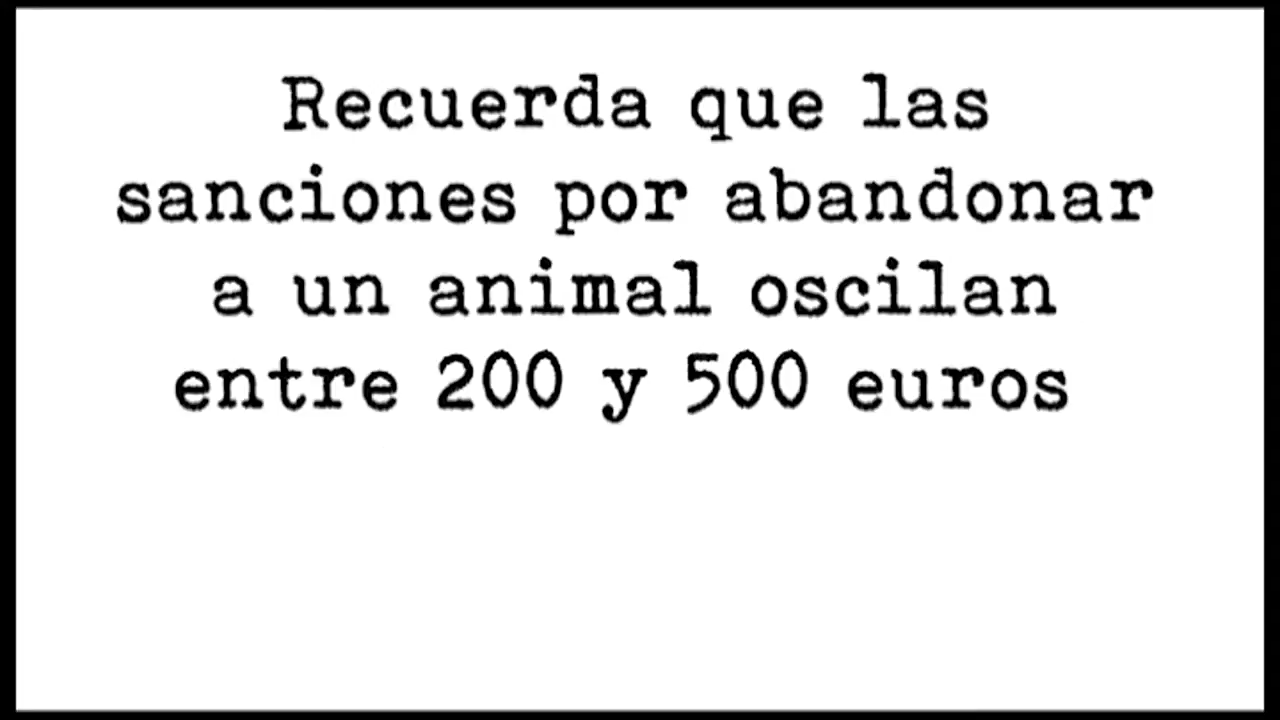 Recuerda que las
sanciones por abandonar
a un animal oscilan
entre 200 y 500 euros